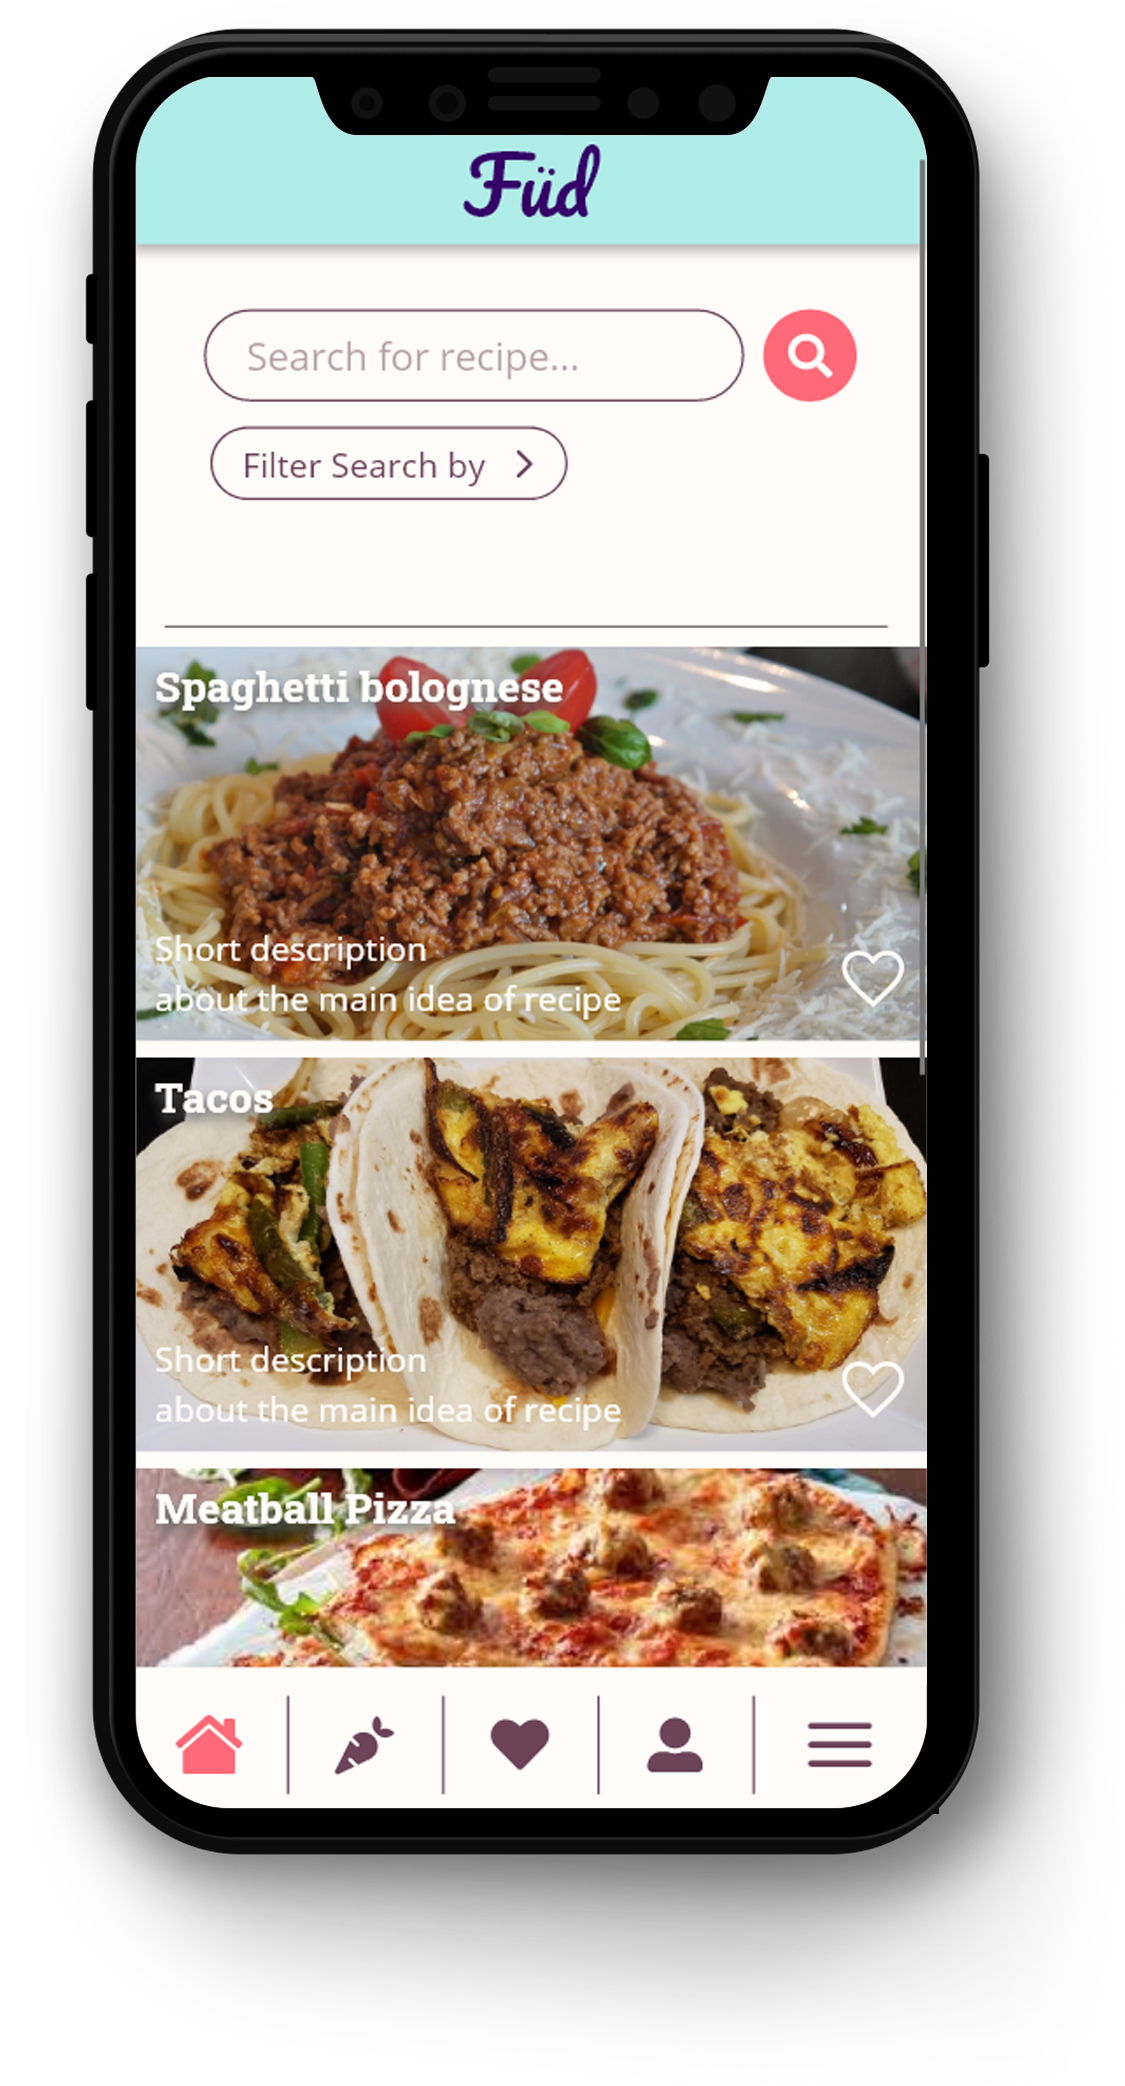 Füd
Search for recipe...
Filter Search by
Spaghetti bolognese
Short description
about the main idea of recipe
Tacos
Short description
about the main idea of recipe
Meatball Pizza